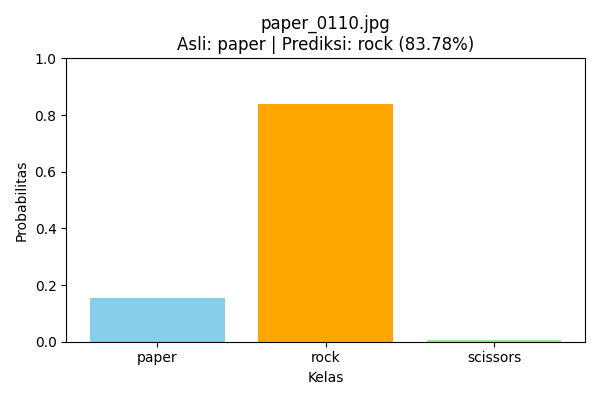 paper_0110.jpg
Asli: paper | Prediksi: rock (83.78%)
1.0
0.8
0.6
0.4
0.2
0.0
Probabilitas
paper
rock
scissors
Kelas